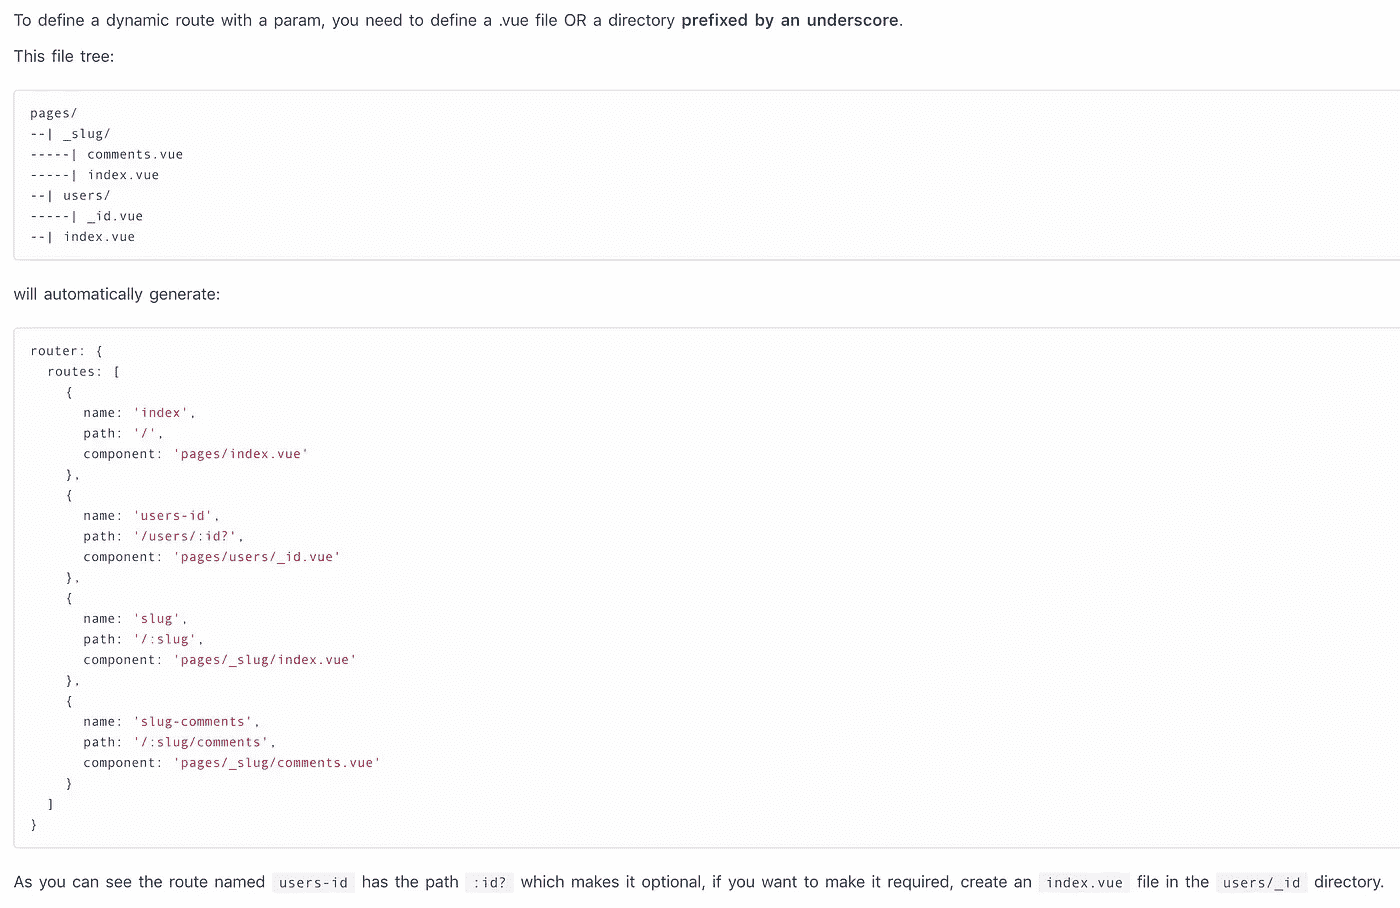 To define a dynamic route with a param, you need to define a .vue file OR a directory prefixed by an underscore.
This file tree:
pages/
--| _slug/
-----| comments.vue
-----| index.vue
--| users/
-----| _id.vue
--| index.vue
will automatically generate:
router: {
  routes: [
    {
      name: 'index',
      path: '/',
      component: 'pages/index.vue'
    },
    {
      name: 'users-id',
      path: '/users/:id?',
      component: 'pages/users/_id.vue'
    },
    {
      name: 'slug',
      path: '/:slug',
      component: 'pages/_slug/index.vue'
    },
    {
      name: 'slug-comments',
      path: '/:slug/comments',
      component: 'pages/_slug/comments.vue'
    }
  ]
}
As you can see the route named users-id has the path :id? which makes it optional, if you want to make it required, create an index.vue file in the users/_id directory.